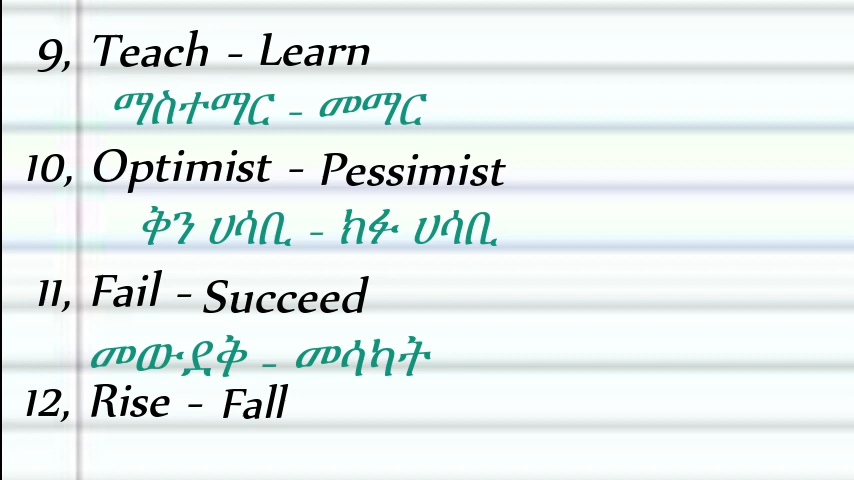 9, Teach - Learn
ማስተማር - መማር
10, Optimist - Pessimist
ቅን ሀሳቢ - ክፉ ሀሳቢ
11, Fail - Succeed
መውደቅ - መሳካት
12, Rise - Fall